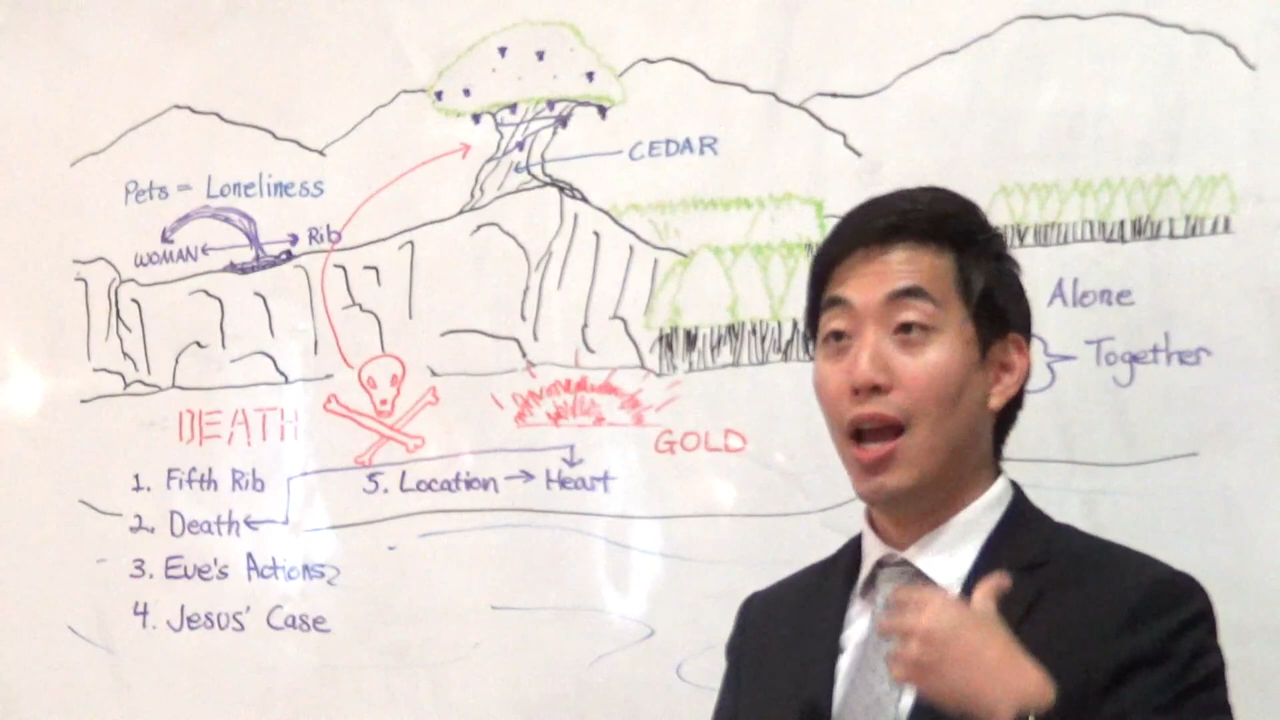 CEDAR
Pets = Loneliness
WOMAN
Rib
Alone
Together
DEATH
GOLD
1. Fifth Rib
5. Location → Heart
2. Death
3. Eve's Actions
4. Jesus' Case